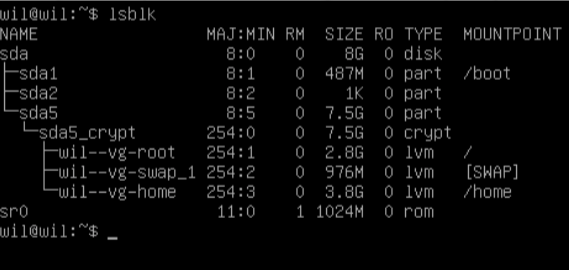 wil@wil:~$ lsblk
NAME                  MAJ:MIN RM  SIZE RO TYPE  MOUNTPOINT
sda                     8:0    0    8G  0 disk
├─sda1                  8:1    0  487M  0 part  /boot
├─sda2                  8:2    0    1K  0 part
└─sda5                  8:5    0  7.5G  0 part
  └─sda5_crypt        254:0    0  7.5G  0 crypt
    ├─wil--vg-root    254:1    0  2.8G  0 lvm   /
    ├─wil--vg-swap_1  254:2    0  976M  0 lvm   [SWAP]
    └─wil--vg-home    254:3    0  3.8G  0 lvm   /home
sr0                    11:0    1 1024M  0 rom
wil@wil:~$ _